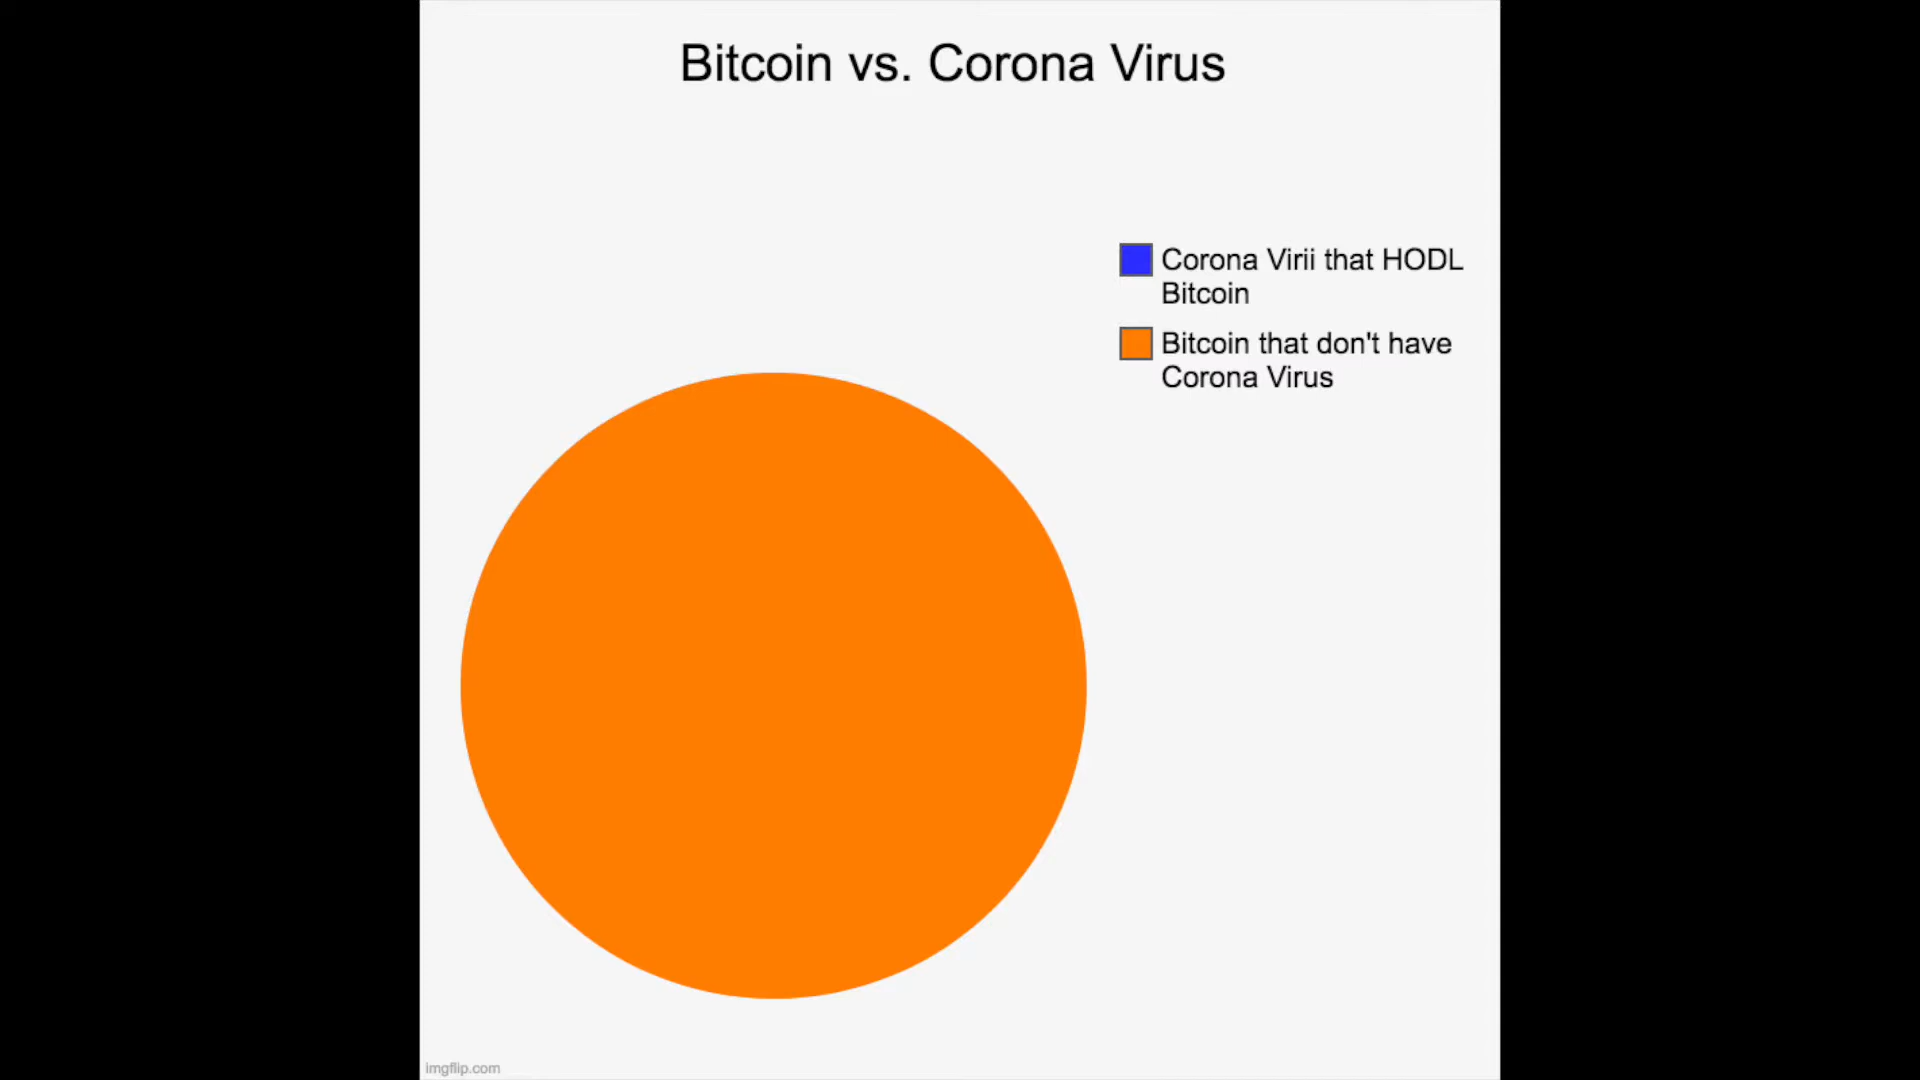 Bitcoin vs. Corona Virus
Corona Virii that HODL
Bitcoin
Bitcoin that don't have
Corona Virus
imgflip.com